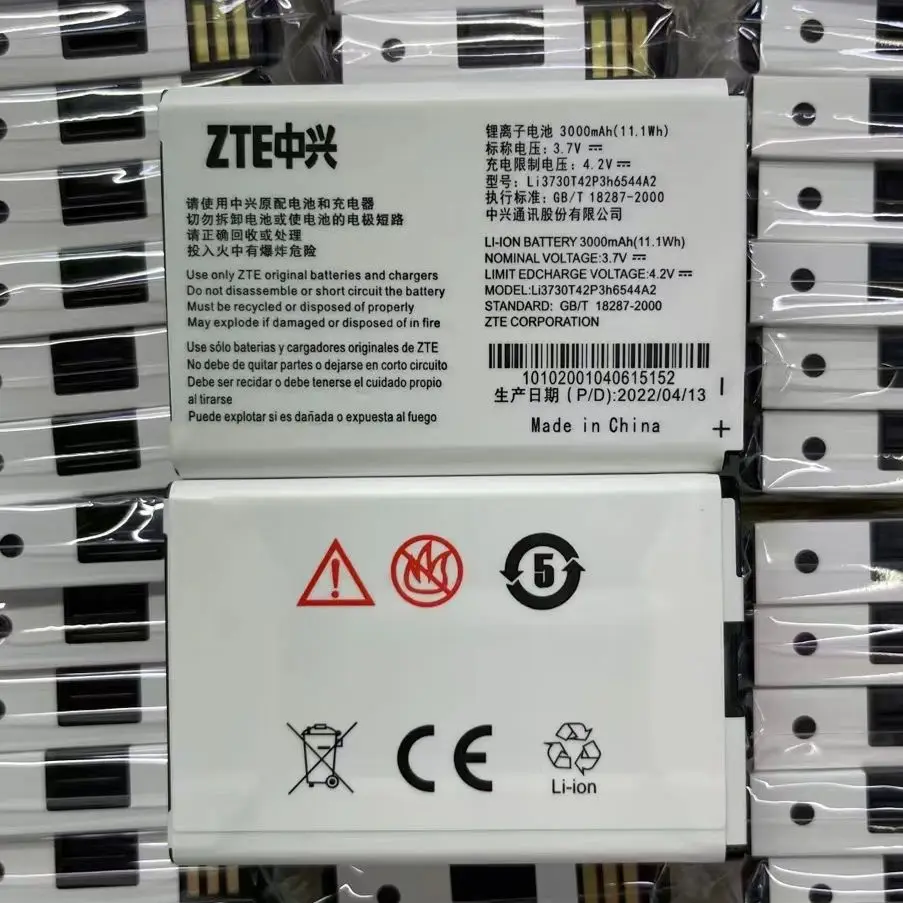 ZTE中兴
请使用中兴原配电池和充电器
切勿拆卸电池或使电池的电极短路
请正确回收或处理
投入火中有爆炸危险
Use only ZTE original batteries and chargers
Do not disassemble or short circuit the battery
Must be recycled or disposed of properly
May explode if damaged or disposed of in fire
Use sólo baterias y cargadores originales de ZTE
No debe de quitar partes o dejarse en corto circuito
Debe ser recidar o debe tenerse el cuidado propio
al tirarse
Puede explotar si es dañada o expuesta al fuego
锂离子电池 3000mAh(11.1Wh)
标称电压: 3.7V ⎓
充电限制电压: 4.2V ⎓
型号: Li3730T42P3h6544A2
执行标准: GB/T 18287-2000
中兴通讯股份有限公司
LI-ION BATTERY 3000mAh(11.1Wh)
NOMINAL VOLTAGE:3.7V ⎓
LIMIT EDCHARGE VOLTAGE:4.2V ⎓
MODEL:Li3730T42P3h6544A2
STANDARD: GB/T 18287-2000
ZTE CORPORATION
10102001040615152
生产日期 (P/D):2022/04/13
Made in China
− +
5
CE
Li-ion